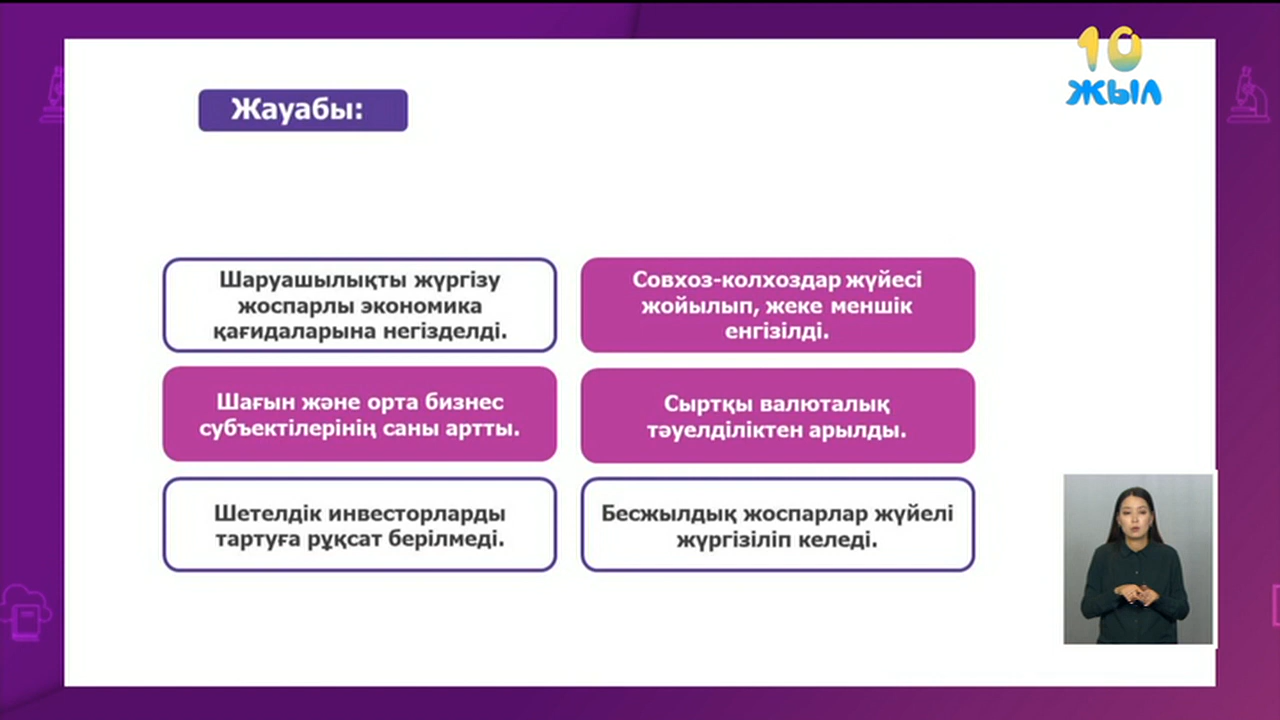 10
ЖЫЛ
Жауабы:
Шаруашылықты жүргізу
жоспарлы экономика
қағидаларына негізделді.
Совхоз-колхоздар жүйесі
жойылып, жеке меншік
енгізілді.
Шағын және орта бизнес
субъектілерінің саны артты.
Сыртқы валюталық
тәуелділіктен арылды.
Шетелдік инвесторларды
тартуға рұқсат берілмеді.
Бесжылдық жоспарлар жүйелі
жүргізіліп келеді.